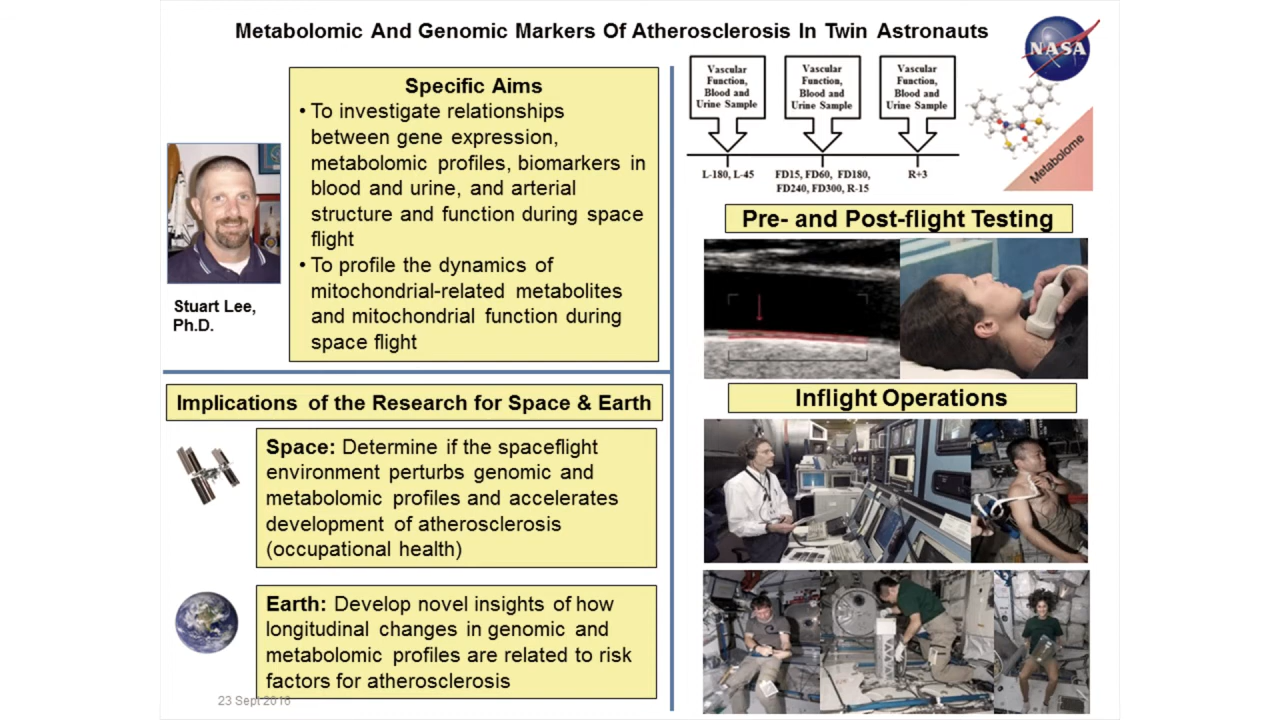 Metabolomic And Genomic Markers Of Atherosclerosis In Twin Astronauts
NASA
Specific Aims
• To investigate relationships
between gene expression,
metabolomic profiles, biomarkers in
blood and urine, and arterial
structure and function during space
flight
• To profile the dynamics of
mitochondrial-related metabolites
and mitochondrial function during
space flight
Stuart Lee,
Ph.D.
Implications of the Research for Space & Earth
Space: Determine if the spaceflight
environment perturbs genomic and
metabolomic profiles and accelerates
development of atherosclerosis
(occupational health)
Earth: Develop novel insights of how
longitudinal changes in genomic and
metabolomic profiles are related to risk
factors for atherosclerosis
23 Sept 2016
Vascular
Function,
Blood and
Urine Sample
Vascular
Function,
Blood and
Urine Sample
Vascular
Function,
Blood and
Urine Sample
L-180, L-45
FD15, FD60, FD180,
FD240, FD300, R-15
R+3
Metabolome
Pre- and Post-flight Testing
Inflight Operations